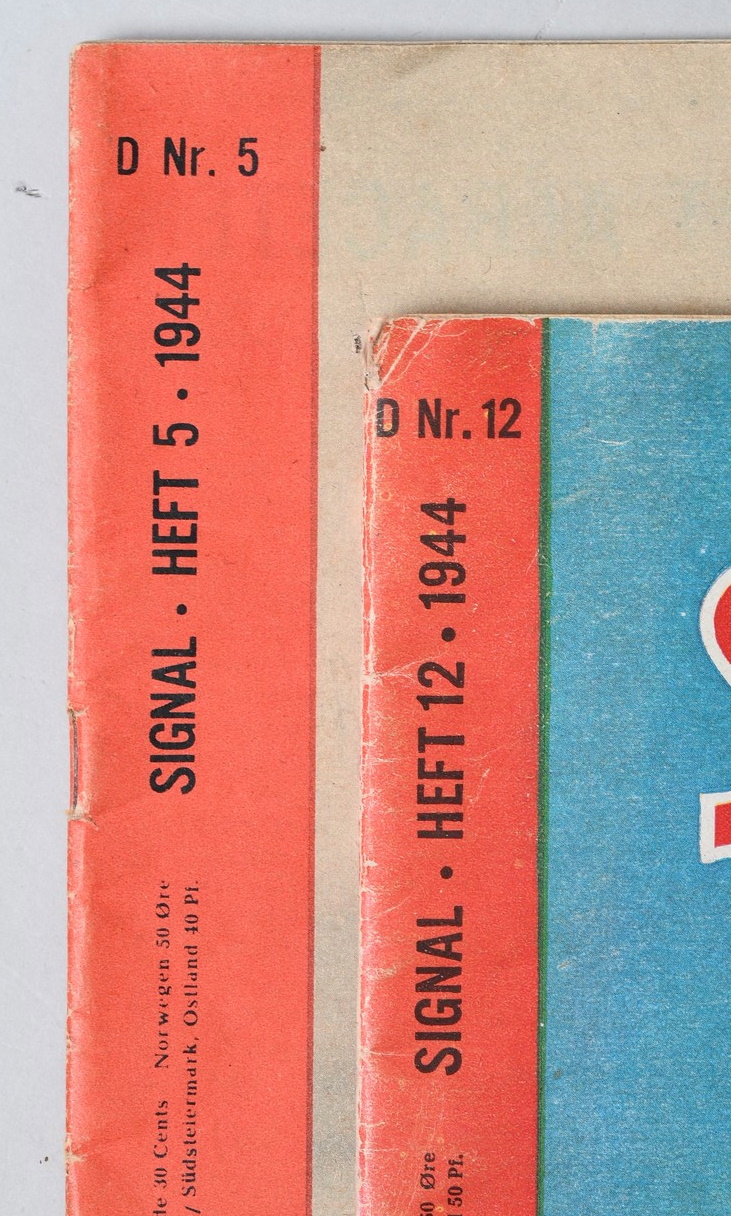 D Nr. 5
SIGNAL • HEFT 5 • 1944
30 Cents Norwegen 50 Øre
/ Südsteiermark, Ostland 40 Pf.
D Nr. 12
SIGNAL • HEFT 12 • 1944
Øre
50 Pf.